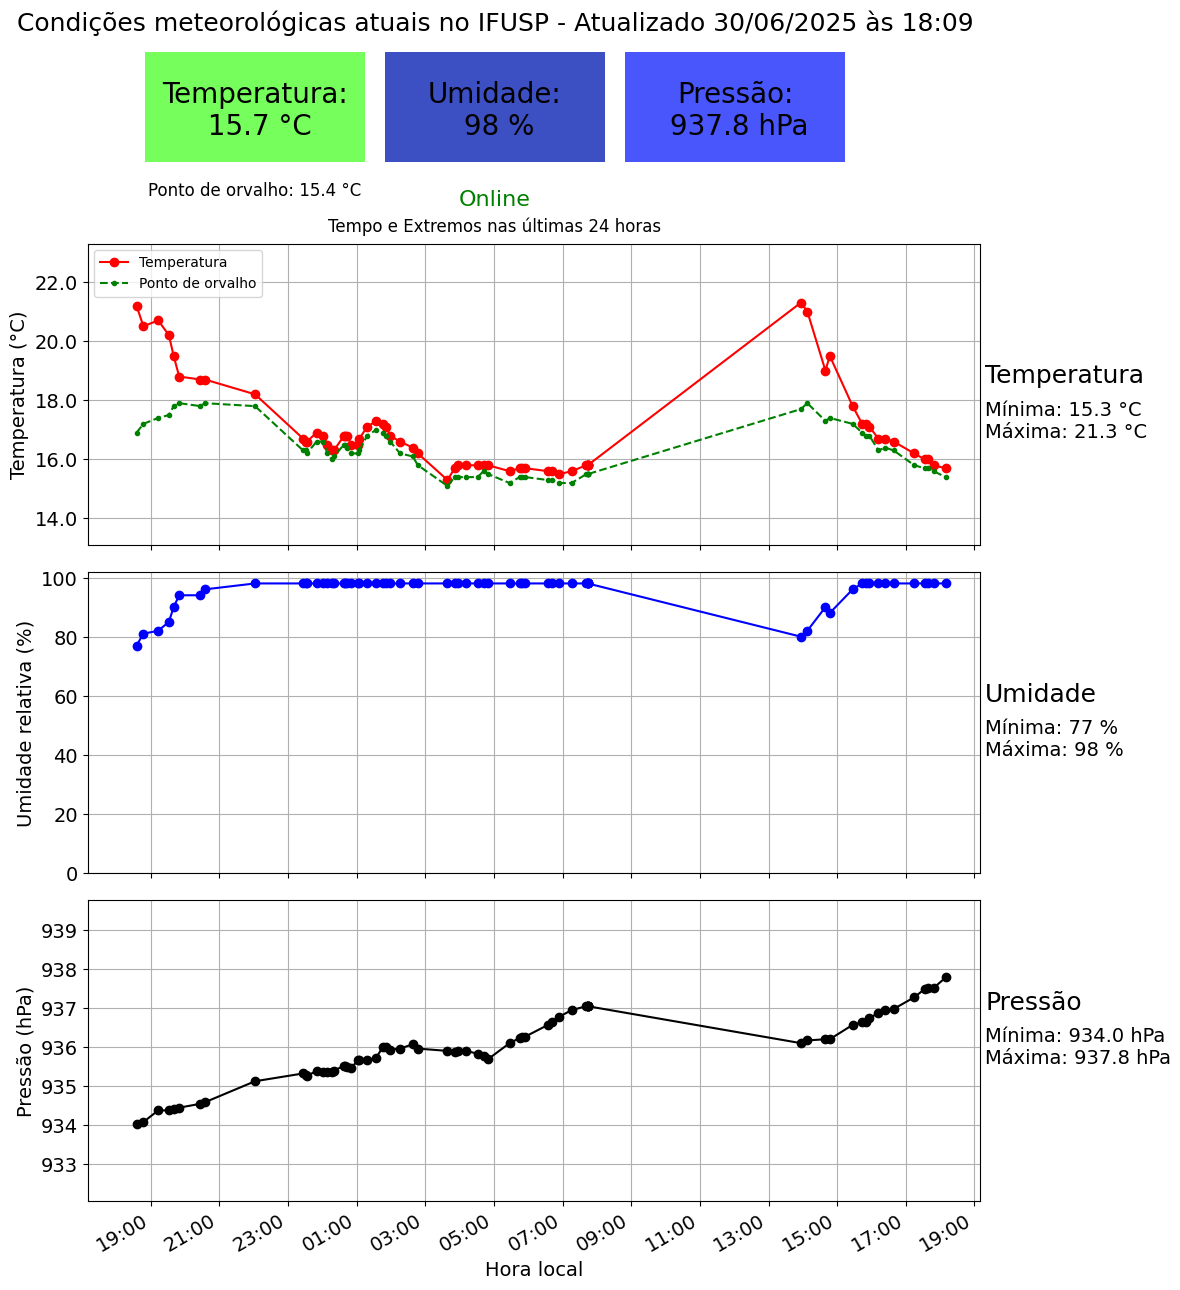 Condições meteorológicas atuais no IFUSP - Atualizado 30/06/2025 às 18:09
Temperatura:
15.7 °C
Umidade:
98 %
Pressão:
937.8 hPa
Ponto de orvalho: 15.4 °C
Online
Tempo e Extremos nas últimas 24 horas
Temperatura
Ponto de orvalho
Temperatura (°C)
22.0
20.0
18.0
16.0
14.0
Temperatura
Mínima: 15.3 °C
Máxima: 21.3 °C
Umidade relativa (%)
100
80
60
40
20
0
Umidade
Mínima: 77 %
Máxima: 98 %
Pressão (hPa)
939
938
937
936
935
934
933
Pressão
Mínima: 934.0 hPa
Máxima: 937.8 hPa
19:00
21:00
23:00
01:00
03:00
05:00
07:00
09:00
11:00
13:00
15:00
17:00
19:00
Hora local